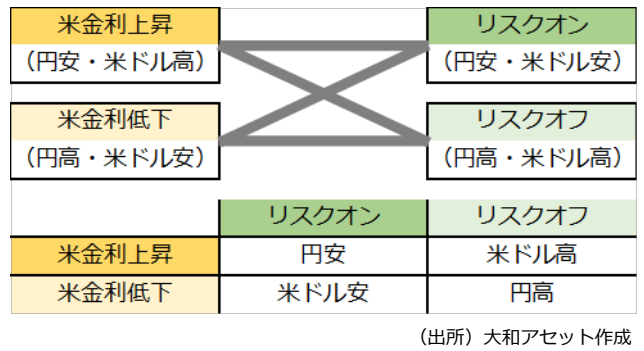 米金利上昇 リスクオン
（円安・米ドル高） （円安・米ドル安）
米金利低下 リスクオフ
（円高・米ドル安） （円高・米ドル高）
リスクオン リスクオフ
米金利上昇 円安 米ドル高
米金利低下 米ドル安 円高
（出所）大和アセット作成